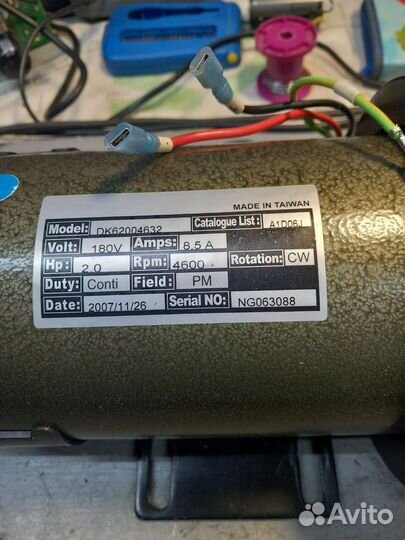 MADE IN TAIWAN
Model: DK62004632 Catalogue List: A1D06J
Volt: 180V Amps: 8.5 A
Hp: 2.0 Rpm: 4600 Rotation: CW
Duty: Conti Field: PM
Date: 2007/11/26 Serial NO: NG063088
Avito